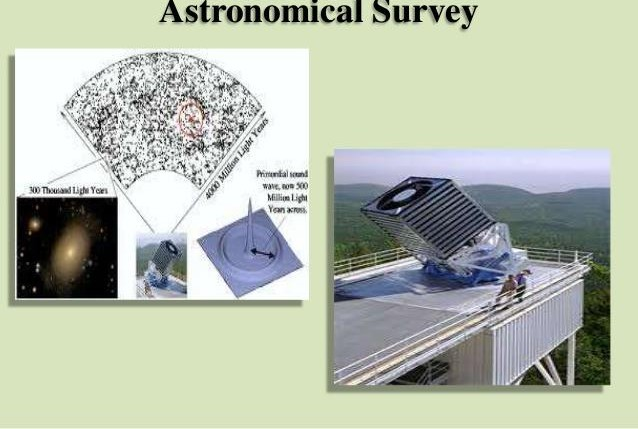 Astronomical Survey
4000 Million Light Years
Primordial sound
wave, now 500
Million Light
Years across.
300 Thousand Light Years